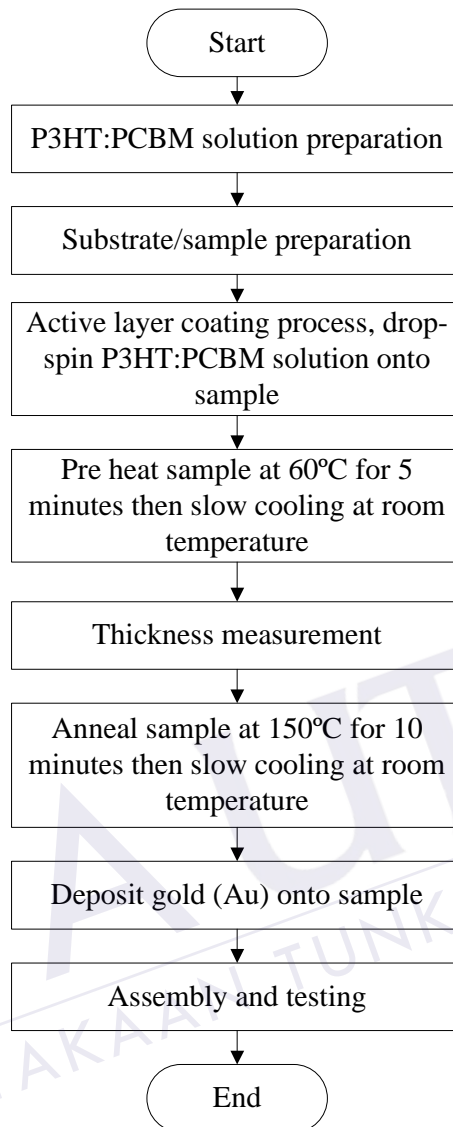 Start
P3HT:PCBM solution preparation
Substrate/sample preparation
Active layer coating process, drop-
spin P3HT:PCBM solution onto
sample
Pre heat sample at 60ºC for 5
minutes then slow cooling at room
temperature
Thickness measurement
Anneal sample at 150ºC for 10
minutes then slow cooling at room
temperature
Deposit gold (Au) onto sample
Assembly and testing
End